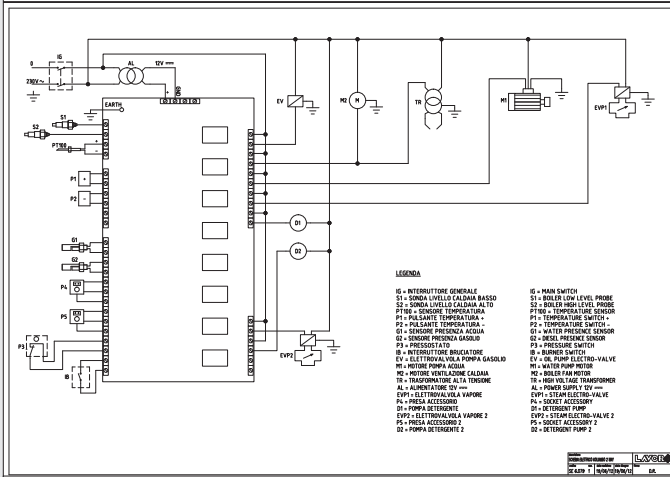 0
230V ~
IG
AL
12V
+
GND
EARTH
S1
S2
PT100
+
-
P1 +
P2 -
G1
G2
P4
P5
P3
IB
EV
M2 M
TR
M1
EVP1
D1
D2
EVP2
LEGENDA
IG = INTERRUTTORE GENERALE
S1 = SONDA LIVELLO CALDAIA BASSO
S2 = SONDA LIVELLO CALDAIA ALTO
PT100 = SENSORE TEMPERATURA
P1 = PULSANTE TEMPERATURA +
P2 = PULSANTE TEMPERATURA -
G1 = SENSORE PRESENZA ACQUA
G2 = SENSORE PRESENZA GASOLIO
P3 = PRESSOSTATO
IB = INTERRUTTORE BRUCIATORE
EV = ELETTROVALVOLA POMPA GASOLIO
M1 = MOTORE POMPA ACQUA
M2 = MOTORE VENTILAZIONE CALDAIA
TR = TRASFORMATORE ALTA TENSIONE
AL = ALIMENTATORE 12V
EVP1 = ELETTROVALVOLA VAPORE
P4 = PRESA ACCESSORIO
D1 = POMPA DETERGENTE
EVP2 = ELETTROVALVOLA VAPORE 2
P5 = PRESA ACCESSORIO 2
D2 = POMPA DETERGENTE 2
IG = MAIN SWITCH
S1 = BOILER LOW LEVEL PROBE
S2 = BOILER HIGH LEVEL PROBE
PT100 = TEMPERATURE SENSOR
P1 = TEMPERATURE SWITCH +
P2 = TEMPERATURE SWITCH -
G1 = WATER PRESENCE SENSOR
G2 = DIESEL PRESENCE SENSOR
P3 = PRESSURE SWITCH
IB = BURNER SWITCH
EV = OIL PUMP ELECTRO-VALVE
M1 = WATER PUMP MOTOR
M2 = BOILER FAN MOTOR
TR = HIGH VOLTAGE TRANSFORMER
AL = POWER SUPPLY 12V
EVP1 = STEAM ELECTRO-VALVE
P4 = SOCKET ACCESSORY
D1 = DETERGENT PUMP
EVP2 = STEAM ELECTRO-VALVE 2
P5 = SOCKET ACCESSORY 2
D2 = DETERGENT PUMP 2
LAVOR
1 19/06/12 19/06/12